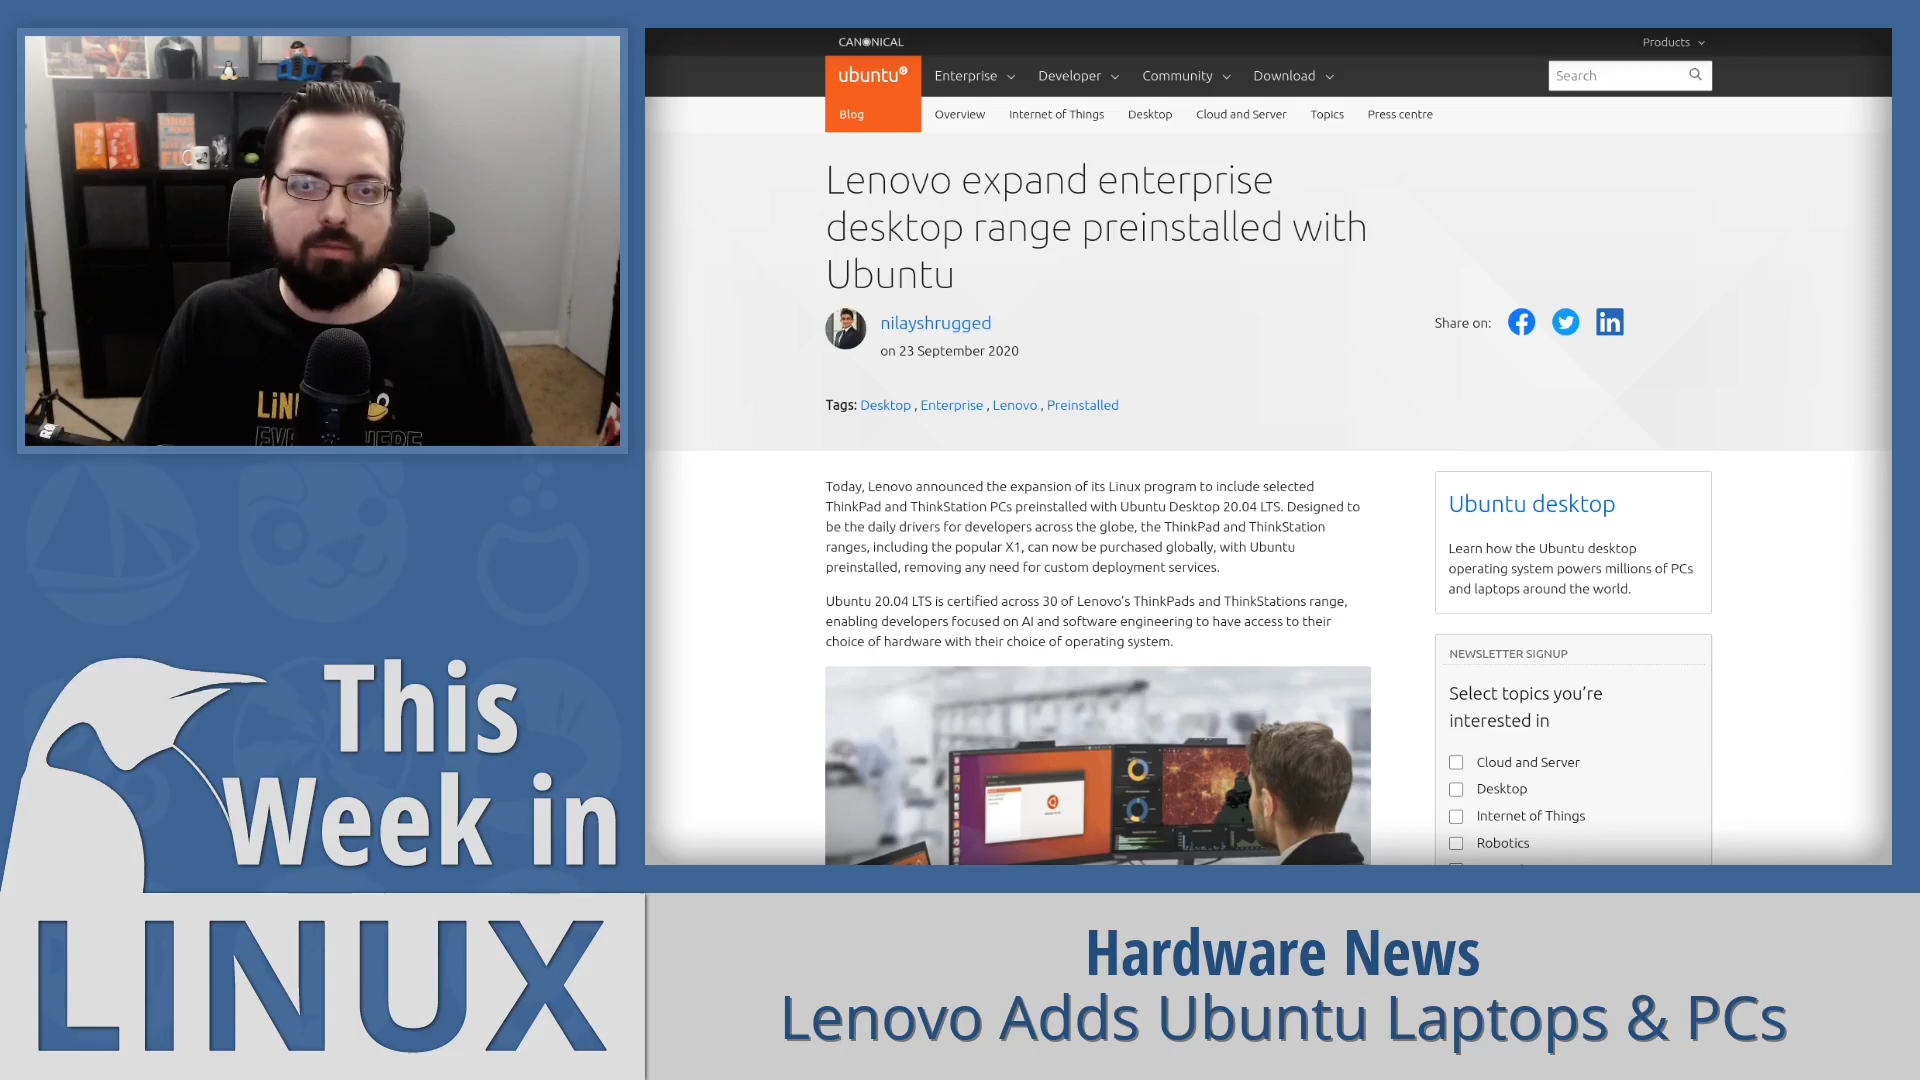 CANONICAL
Products
ubuntu®
Enterprise
Developer
Community
Download
Search
Blog
Overview
Internet of Things
Desktop
Cloud and Server
Topics
Press centre
Lenovo expand enterprise
desktop range preinstalled with
Ubuntu
nilayshrugged
on 23 September 2020
Share on:
Tags: Desktop , Enterprise , Lenovo , Preinstalled
Today, Lenovo announced the expansion of its Linux program to include selected
ThinkPad and ThinkStation PCs preinstalled with Ubuntu Desktop 20.04 LTS. Designed to
be the daily drivers for developers across the globe, the ThinkPad and ThinkStation
ranges, including the popular X1, can now be purchased globally, with Ubuntu
preinstalled, removing any need for custom deployment services.
Ubuntu 20.04 LTS is certified across 30 of Lenovo's ThinkPads and ThinkStations range,
enabling developers focused on AI and software engineering to have access to their
choice of hardware with their choice of operating system.
Ubuntu desktop
Learn how the Ubuntu desktop
operating system powers millions of PCs
and laptops around the world.
NEWSLETTER SIGNUP
Select topics you're
interested in
Cloud and Server
Desktop
Internet of Things
Robotics
This
Week in
LINUX
Hardware News
Lenovo Adds Ubuntu Laptops & PCs